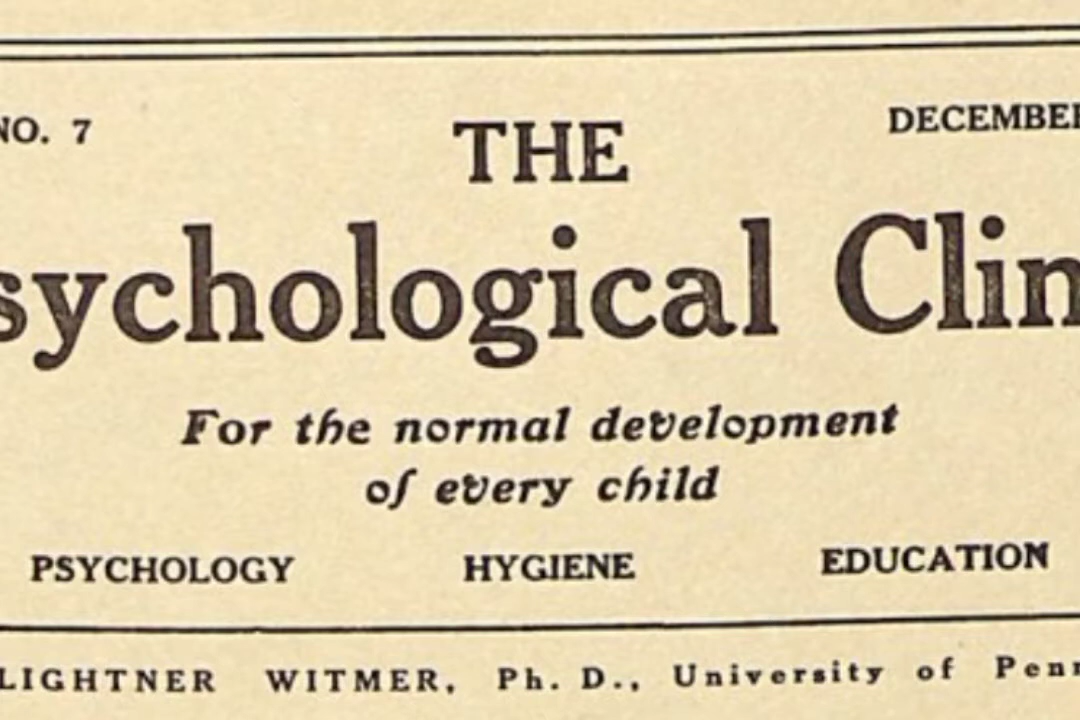 NO. 7 THE DECEMBER
sychological Clin
For the normal development
of every child
PSYCHOLOGY HYGIENE EDUCATION
LIGHTNER WITMER, Ph. D., University of Penn